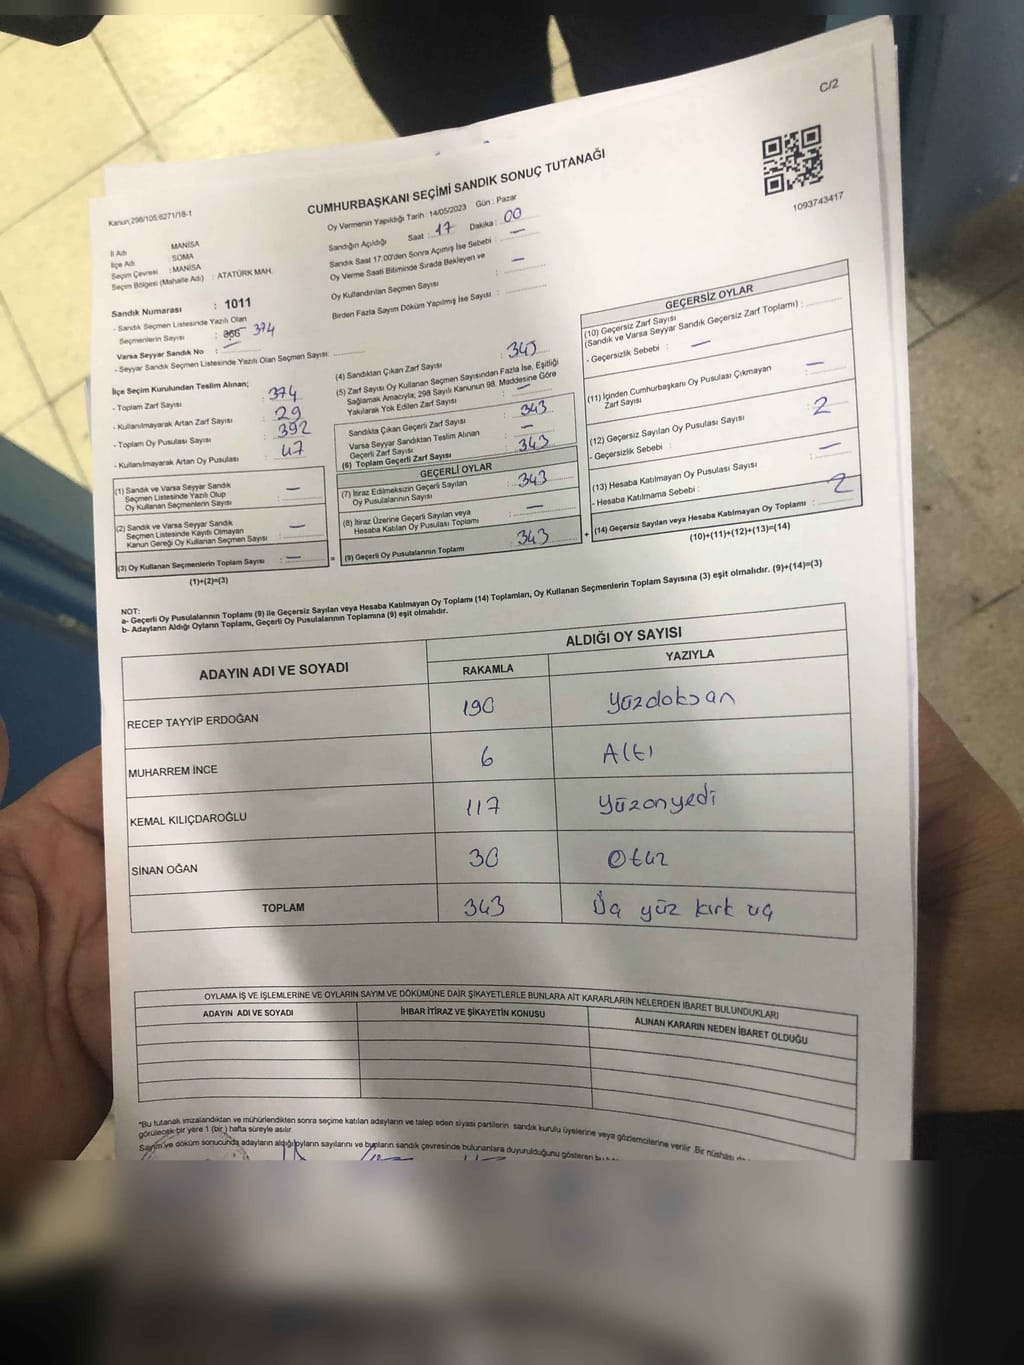 C/2
Kanun;298/105;6271/18-1
CUMHURBAŞKANI SEÇİMİ SANDIK SONUÇ TUTANAĞI
1093743417
İl Adı : MANİSA
İlçe Adı : SOMA
Seçim Çevresi : MANİSA
Seçim Bölgesi (Mahalle Adı) : ATATÜRK MAH.
Sandık Numarası : 1011
- Sandık Seçmen Listesinde Yazılı Olan
Seçmenlerin Sayısı : 374
Varsa Seyyar Sandık No :
- Seyyar Sandık Seçmen Listesinde Yazılı Olan Seçmen Sayısı:
Oy Vermenin Yapıldığı Tarih 14/05/2023 Gün : Pazar
Sandığın Açıldığı Saat : 17 Dakika : 00
Sandık Saat 17:00'den Sonra Açımış İse Sebebi : —
Oy Verme Saati Bitiminde Sırada Bekleyen ve
Oy Kullandırılan Seçmen Sayısı : —
Birden Fazla Sayım Döküm Yapılmış İse Sayısı :
İlçe Seçim Kurulundan Teslim Alınan;
- Toplam Zarf Sayısı : 374
- Kullanılmayarak Artan Zarf Sayısı : 29
- Toplam Oy Pusulası Sayısı : 392
- Kullanılmayarak Artan Oy Pusulası : 47
(1) Sandık ve Varsa Seyyar Sandık
Seçmen Listesinde Yazılı Olup
Oy Kullanan Seçmenlerin Sayısı : —
(2) Sandık ve Varsa Seyyar Sandık
Seçmen Listesinde Kayıtlı Olmayan
Kanun Gereği Oy Kullanan Seçmen Sayısı : —
(3) Oy Kullanan Seçmenlerin Toplam Sayısı : —
(1)+(2)=(3)
(4) Sandıktan Çıkan Zarf Sayısı : 345
(5) Zarf Sayısı Oy Kullanan Seçmen Sayısından Fazla İse, Eşitliği
Sağlamak Amacıyla; 298 Sayılı Kanunun 98. Maddesine Göre
Yakılarak Yok Edilen Zarf Sayısı : —
Sandıkta Çıkan Geçerli Zarf Sayısı : 343
Varsa Seyyar Sandıktan Teslim Alınan
Geçerli Zarf Sayısı : —
(6) Toplam Geçerli Zarf Sayısı : 343
GEÇERLİ OYLAR
(7) İtiraz Edilmeksizin Geçerli Sayılan
Oy Pusulalarının Sayısı : 343
(8) İtiraz Üzerine Geçerli Sayılan veya
Hesaba Katılan Oy Pusulası Toplamı : —
= (9) Geçerli Oy Pusulalarının Toplamı : 343
GEÇERSİZ OYLAR
(10) Geçersiz Zarf Sayısı
(Sandık ve Varsa Seyyar Sandık Geçersiz Zarf Toplamı) :
- Geçersizlik Sebebi : —
(11) İçinden Cumhurbaşkanı Oy Pusulası Çıkmayan
Zarf Sayısı : —
(12) Geçersiz Sayılan Oy Pusulası Sayısı : 2
- Geçersizlik Sebebi :
(13) Hesaba Katılmayan Oy Pusulası Sayısı : —
- Hesaba Katılmama Sebebi :
+ (14) Geçersiz Sayılan veya Hesaba Katılmayan Oy Toplamı : 2
(10)+(11)+(12)+(13)=(14)
NOT:
a- Geçerli Oy Pusulalarının Toplamı (9) ile Geçersiz Sayılan veya Hesaba Katılmayan Oy Toplamı (14) Toplamları, Oy Kullanan Seçmenlerin Toplam Sayısına (3) eşit olmalıdır. (9)+(14)=(3)
b- Adayların Aldığı Oyların Toplamı, Geçerli Oy Pusulalarının Toplamına (9) eşit olmalıdır.
ADAYIN ADI VE SOYADI ALDIĞI OY SAYISI
RAKAMLA YAZIYLA
RECEP TAYYİP ERDOĞAN 190 Yüzdoksan
MUHARREM İNCE 6 Altı
KEMAL KILIÇDAROĞLU 117 Yüzonyedi
SİNAN OĞAN 30 Otuz
TOPLAM 343 Üç yüz kırk üç
OYLAMA İŞ VE İŞLEMLERİNE VE OYLARIN SAYIM VE DÖKÜMÜNE DAİR ŞİKAYETLERLE BUNLARA AİT KARARLARIN NELERDEN İBARET BULUNDUKLARI
ADAYIN ADI VE SOYADI İHBAR İTİRAZ VE ŞİKAYETİN KONUSU ALINAN KARARIN NEDEN İBARET OLDUĞU
*Bu tutanak imzalandıktan ve mühürlendikten sonra seçime katılan adayların ve talep eden siyasi partilerin sandık kurulu üyelerine veya gözlemcilerine verilir .Bir nüshası da
görülecek bir yere 1 (bir ) hafta süreyle asılır.
Sayım ve döküm sonucunda adayların aldığı oyların sayılarını ve bunların sandık çevresinde bulunanlara duyurulduğunu gösteren